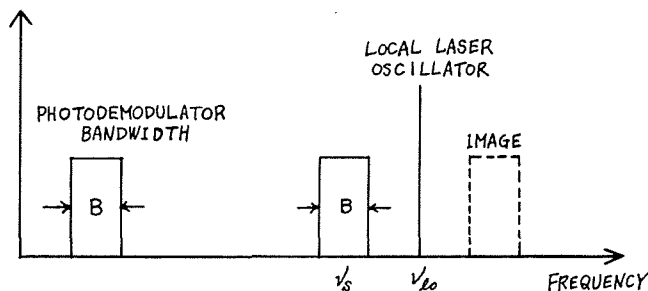 LOCAL LASER
OSCILLATOR
PHOTODEMODULATOR
BANDWIDTH
IMAGE
B
B
νs
νlo
FREQUENCY